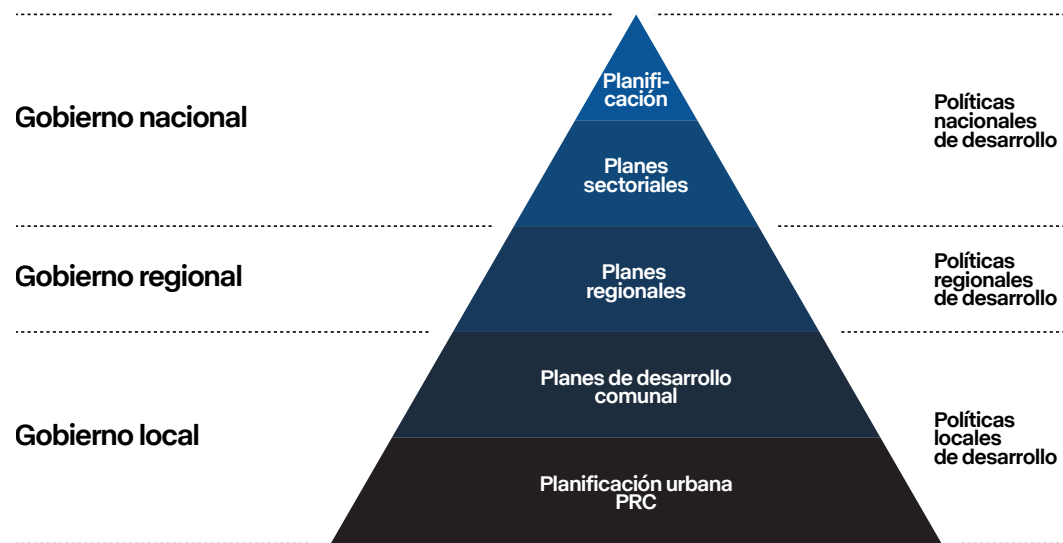 Planifi-
cación
Gobierno nacional
Políticas
nacionales
de desarrollo
Planes
sectoriales
Gobierno regional
Planes
regionales
Políticas
regionales
de desarrollo
Planes de desarrollo
comunal
Gobierno local
Políticas
locales
de desarrollo
Planificación urbana
PRC